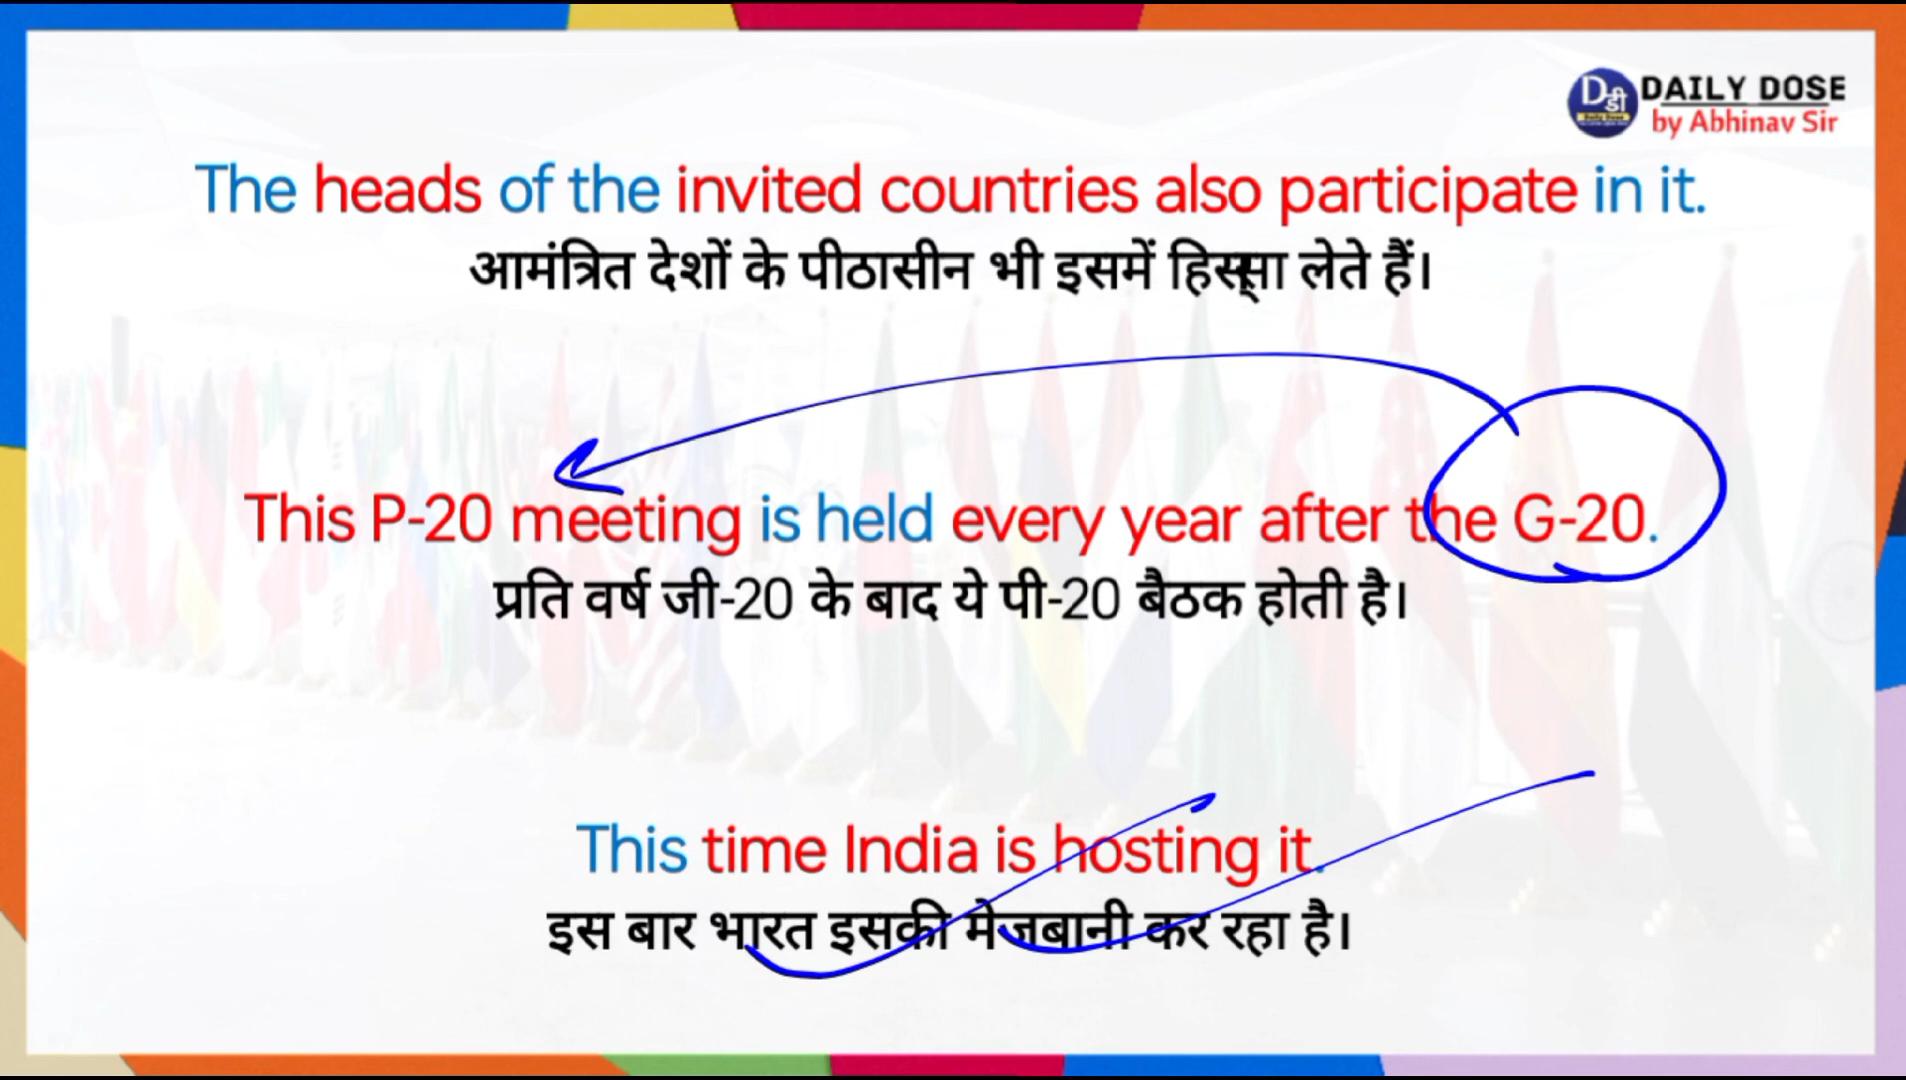 DAILY DOSE
by Abhinav Sir
The heads of the invited countries also participate in it.
आमंत्रित देशों के पीठासीन भी इसमें हिस्सा लेते हैं।
This P-20 meeting is held every year after the G-20.
प्रति वर्ष जी-20 के बाद ये पी-20 बैठक होती है।
This time India is hosting it.
इस बार भारत इसकी मेजबानी कर रहा है।